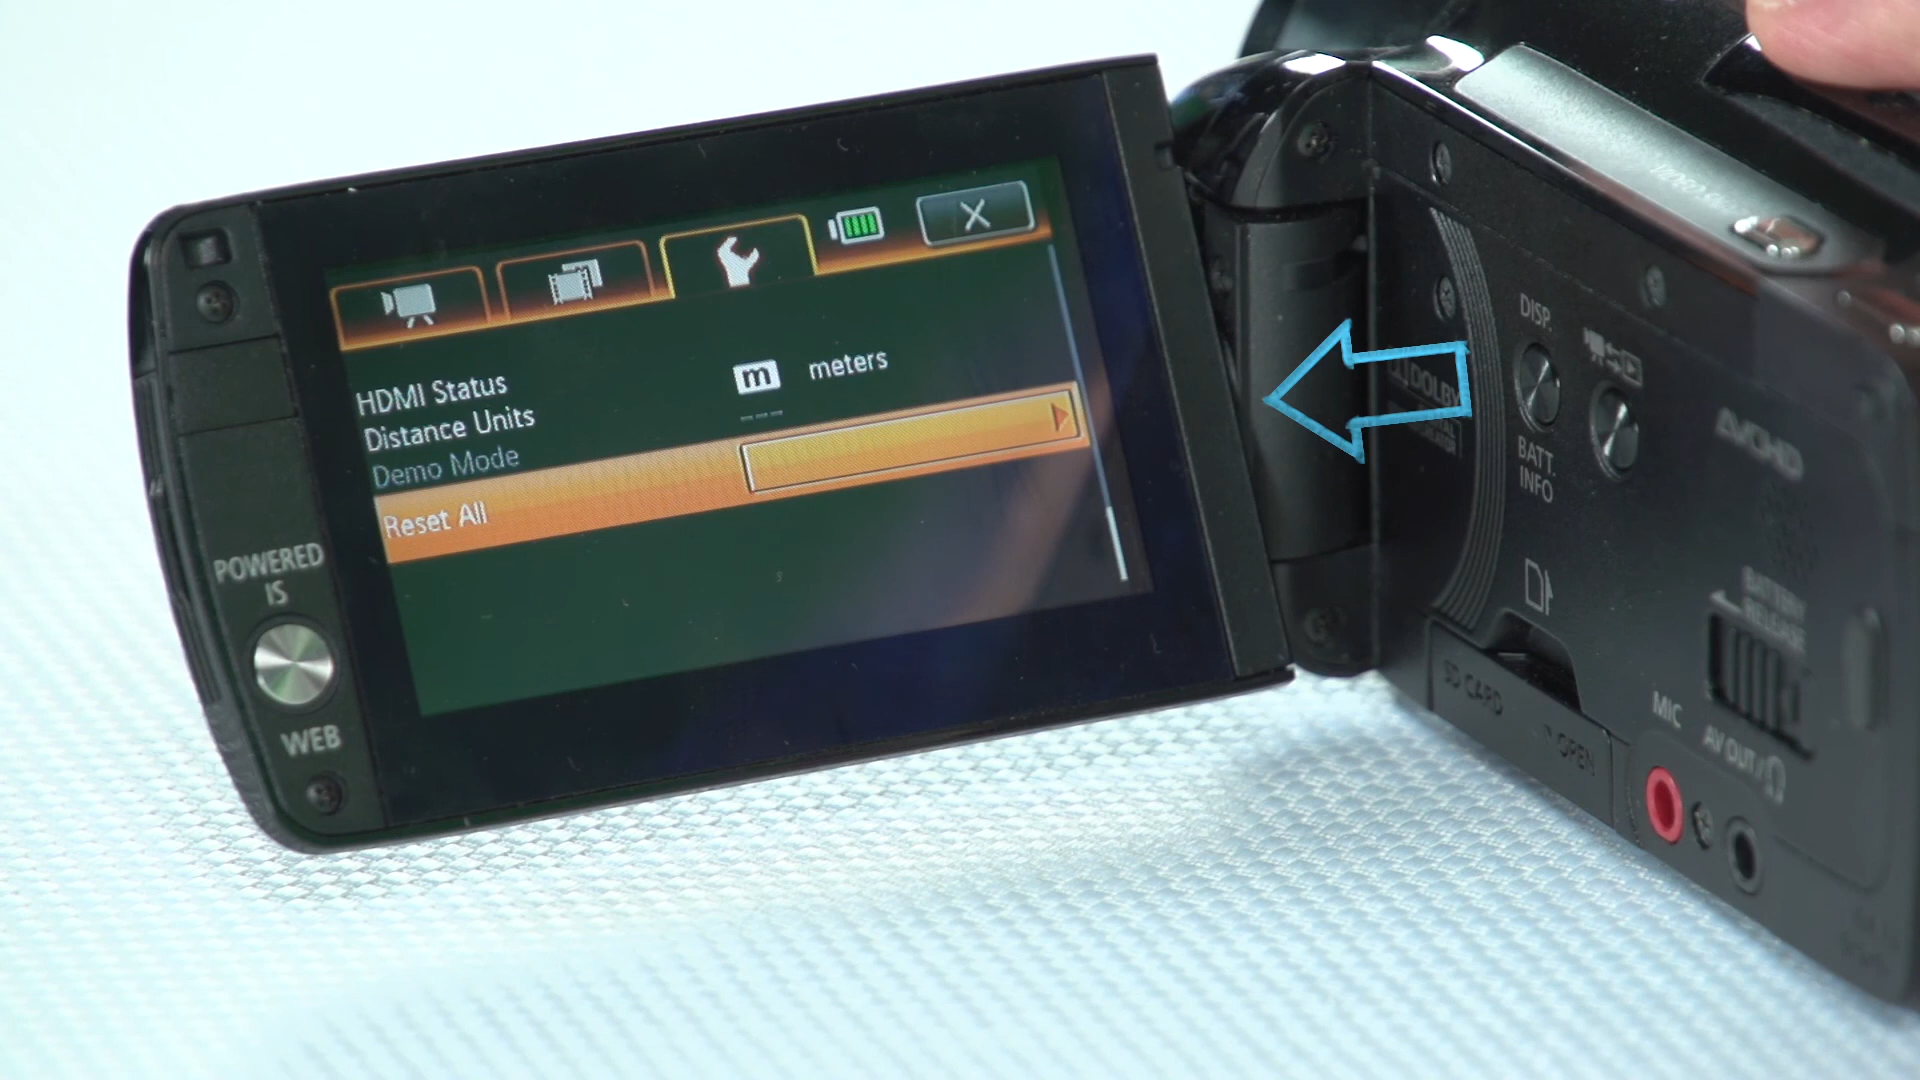 HDMI Status
m meters
Distance Units
Demo Mode
Reset All
POWERED
IS
WEB
DISP.
BATT.
INFO
DOLBY
AVCHD
BATTERY
RELEASE
SD CARD
OPEN
MIC
AV OUT/